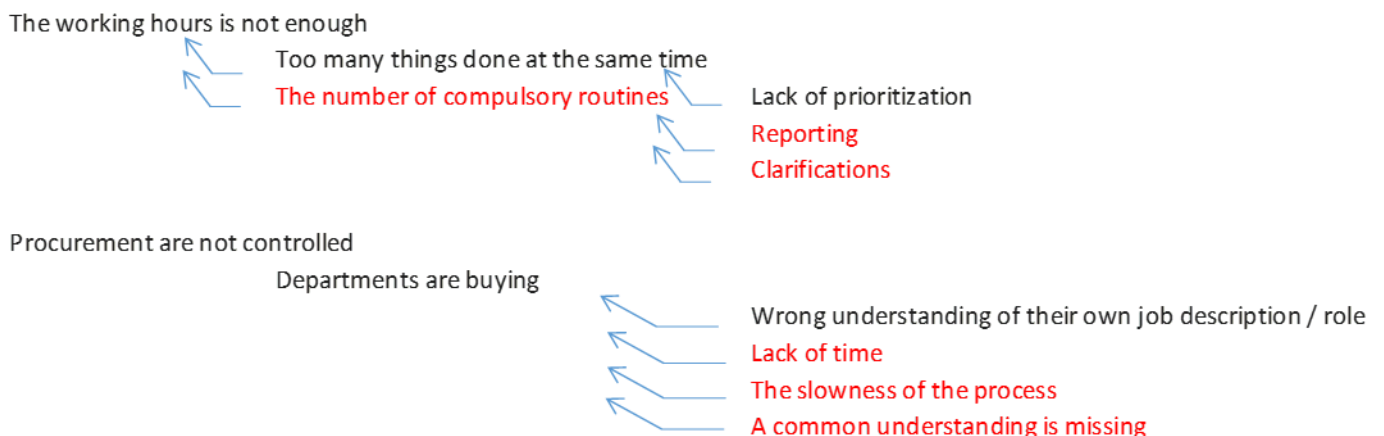 The working hours is not enough
Too many things done at the same time
The number of compulsory routines
Lack of prioritization
Reporting
Clarifications
Procurement are not controlled
Departments are buying
Wrong understanding of their own job description / role
Lack of time
The slowness of the process
A common understanding is missing